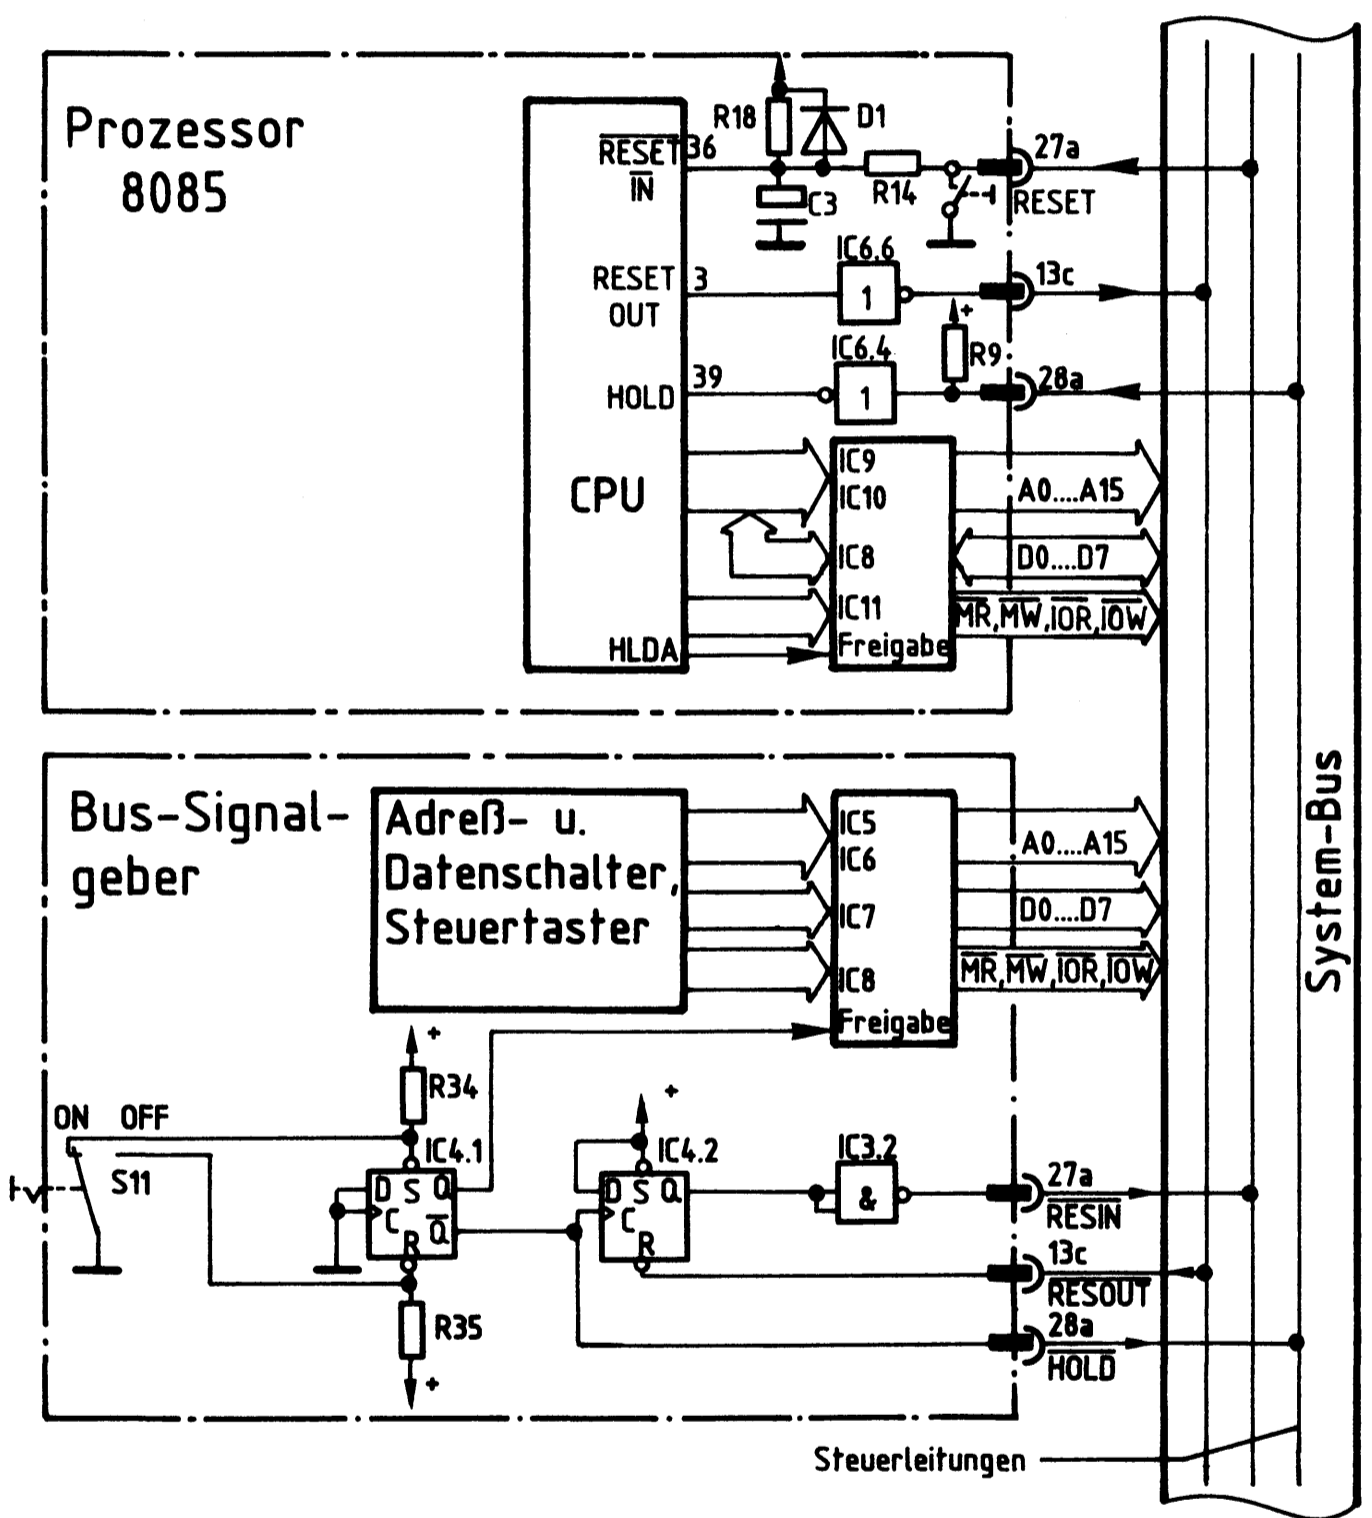 Prozessor
8085
RESET
IN
36
R18
D1
C3
R14
27a
RESET
RESET
OUT
3
IC6.6
1
13c
+
R9
HOLD
39
IC6.4
1
28a
CPU
IC9
IC10
IC8
IC11
Freigabe
HLDA
A0....A15
D0....D7
MR,MW,IOR,IOW
Bus-Signal-
geber
Adreß- u.
Datenschalter,
Steuertaster
IC5
IC6
IC7
IC8
Freigabe
A0....A15
D0....D7
MR,MW,IOR,IOW
System-Bus
ON OFF
S11
+
R34
IC4.1
D S Q
C
Q
R
R35
+
+
IC4.2
D S Q
C
R
IC3.2
&
27a
RESIN
13c
RESOUT
28a
HOLD
Steuerleitungen